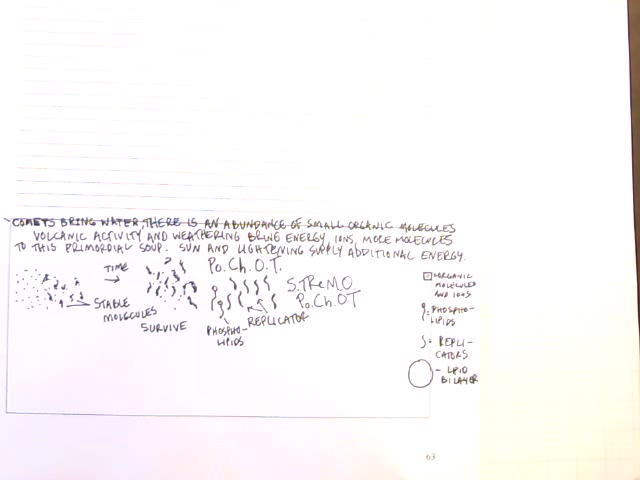 COMETS BRING WATER, THERE IS AN ABUNDANCE OF SMALL ORGANIC MOLECULES
VOLCANIC ACTIVITY AND WEATHERING BRING ENERGY, IONS, MORE MOLECULES
TO THIS PRIMORDIAL SOUP. SUN AND LIGHTENING SUPPLY ADDITIONAL ENERGY.
TIME
STABLE
MOLECULES
SURVIVE
Po.Ch.O.T.
PHOSPHO-
LIPIDS
REPLICATOR
S.TReMO
Po.Ch.OT
ORGANIC
MOLECULES
AND IONS
PHOSPHO-
LIPIDS
REPLI-
CATORS
- LIPID
BILAYER
63